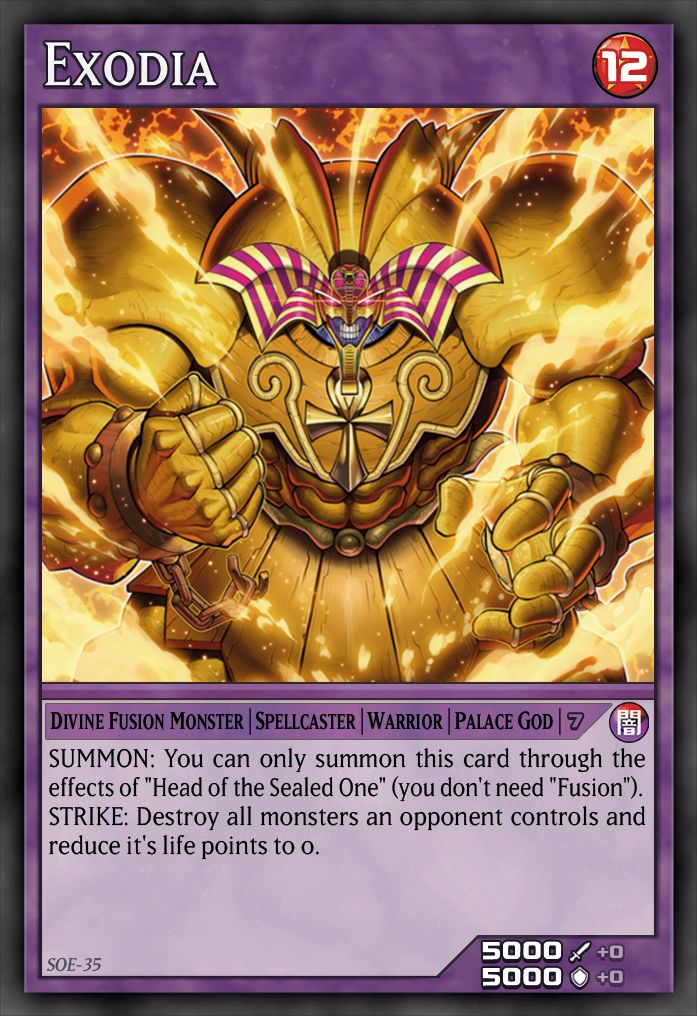 EXODIA
12
DIVINE FUSION MONSTER | SPELLCASTER | WARRIOR | PALACE GOD | 7
闇
SUMMON: You can only summon this card through the
effects of "Head of the Sealed One" (you don't need "Fusion").
STRIKE: Destroy all monsters an opponent controls and
reduce it's life points to 0.
5000 +0
SOE-35
5000 +0